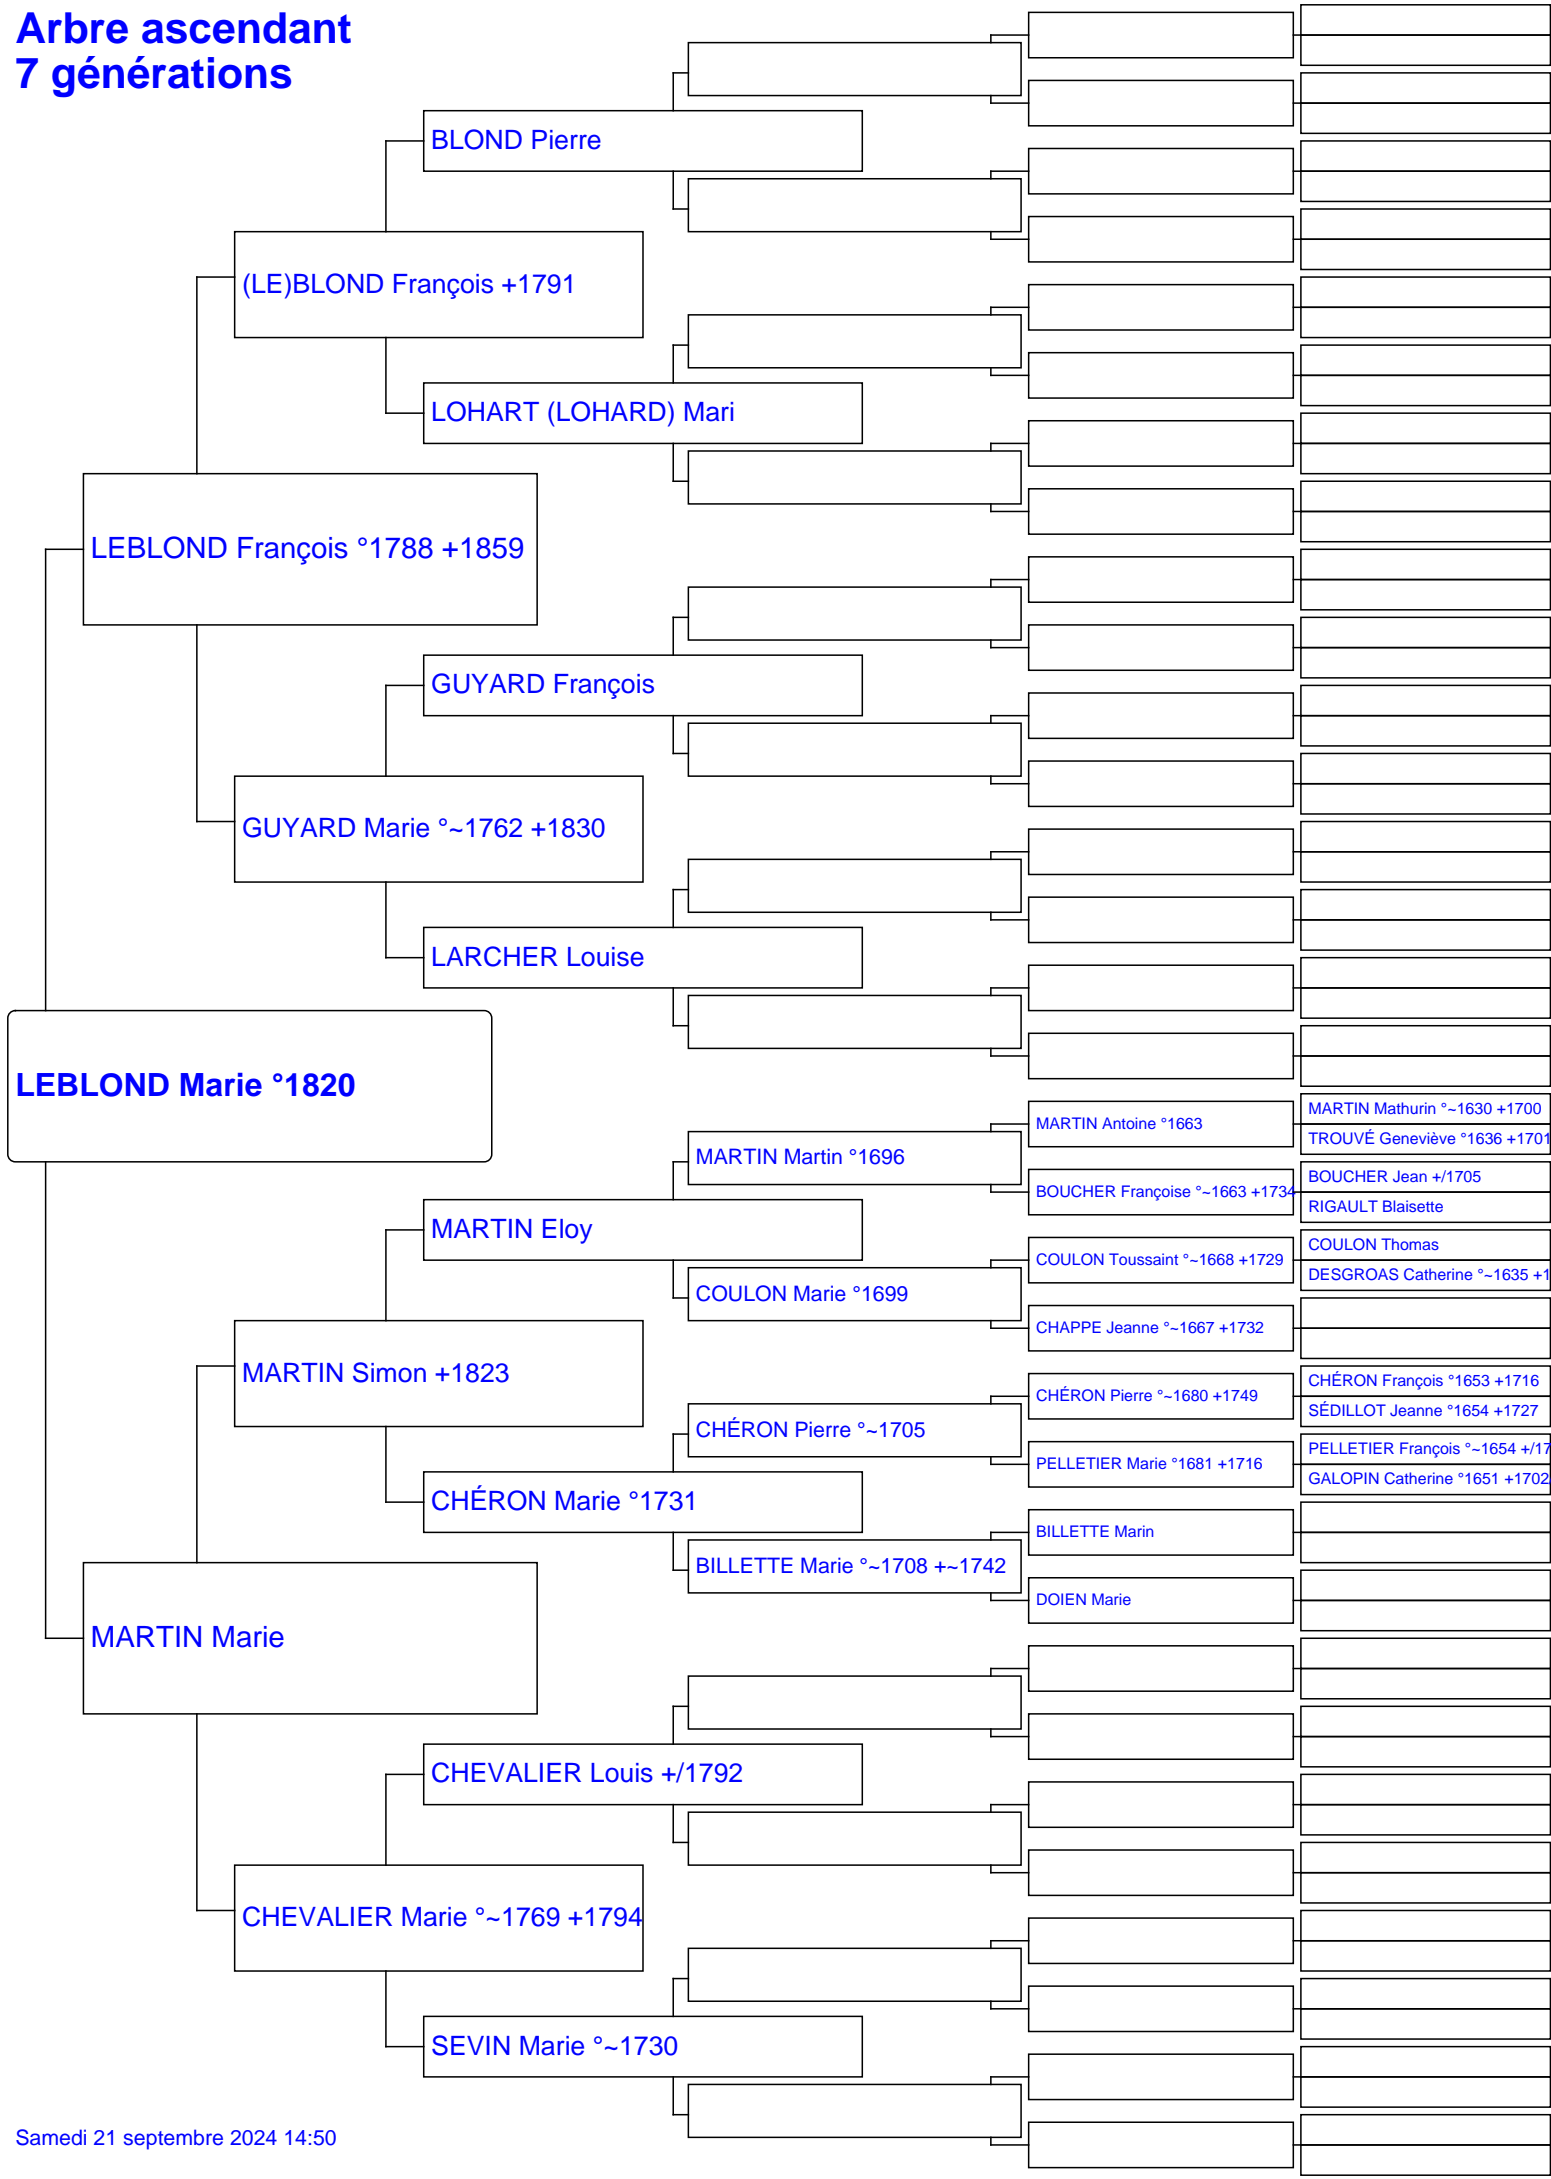 Arbre ascendant
7 générations
BLOND Pierre
(LE)BLOND François +1791
LOHART (LOHARD) Mari
LEBLOND François °1788 +1859
GUYARD François
GUYARD Marie °~1762 +1830
LARCHER Louise
LEBLOND Marie °1820
MARTIN Mathurin °~1630 +1700
MARTIN Antoine °1663
TROUVÉ Geneviève °1636 +1701
MARTIN Martin °1696
BOUCHER Jean +/1705
BOUCHER Françoise °~1663 +1734
RIGAULT Blaisette
MARTIN Eloy
COULON Thomas
COULON Toussaint °~1668 +1729
DESGROAS Catherine °~1635 +1
COULON Marie °1699
CHAPPE Jeanne °~1667 +1732
MARTIN Simon +1823
CHÉRON François °1653 +1716
CHÉRON Pierre °~1680 +1749
SÉDILLOT Jeanne °1654 +1727
CHÉRON Pierre °~1705
PELLETIER François °~1654 +/17
PELLETIER Marie °1681 +1716
GALOPIN Catherine °1651 +1702
CHÉRON Marie °1731
BILLETTE Marin
BILLETTE Marie °~1708 +~1742
DOIEN Marie
MARTIN Marie
CHEVALIER Louis +/1792
CHEVALIER Marie °~1769 +1794
SEVIN Marie °~1730
Samedi 21 septembre 2024 14:50